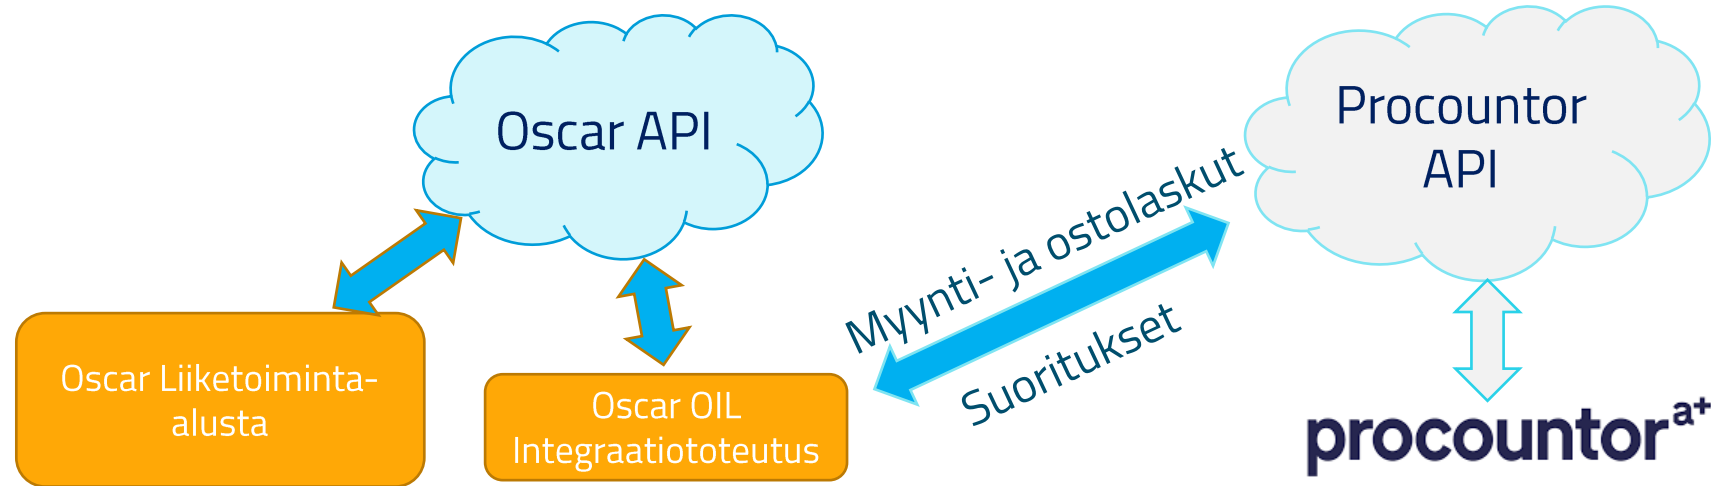 Oscar API
Procountor
API
Myynti- ja ostolaskut
Suoritukset
Oscar Liiketoiminta-
alusta
Oscar OIL
Integraatiototeutus
procountor a+